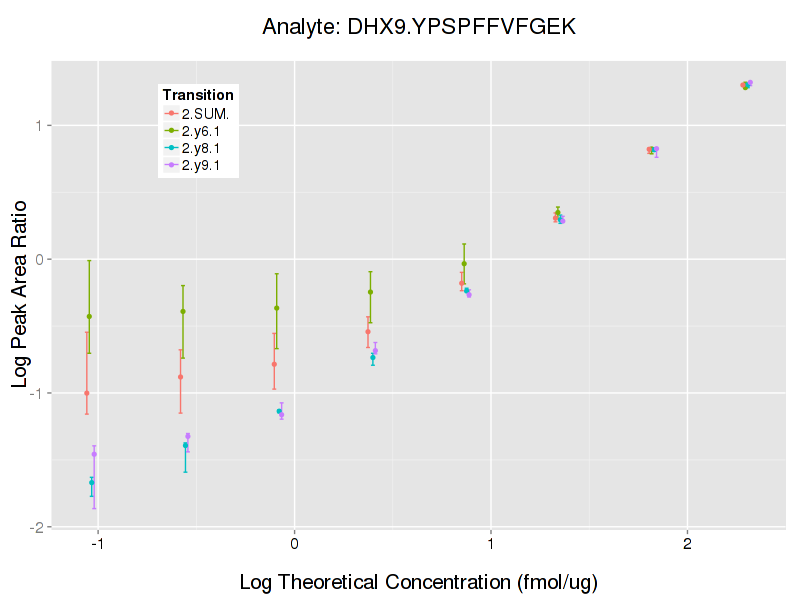 Analyte: DHX9.YPSPFFVFGEK
Transition
2.SUM.
2.y6.1
2.y8.1
2.y9.1
Log Peak Area Ratio
1
0
-1
-2
-1 0 1 2
Log Theoretical Concentration (fmol/ug)